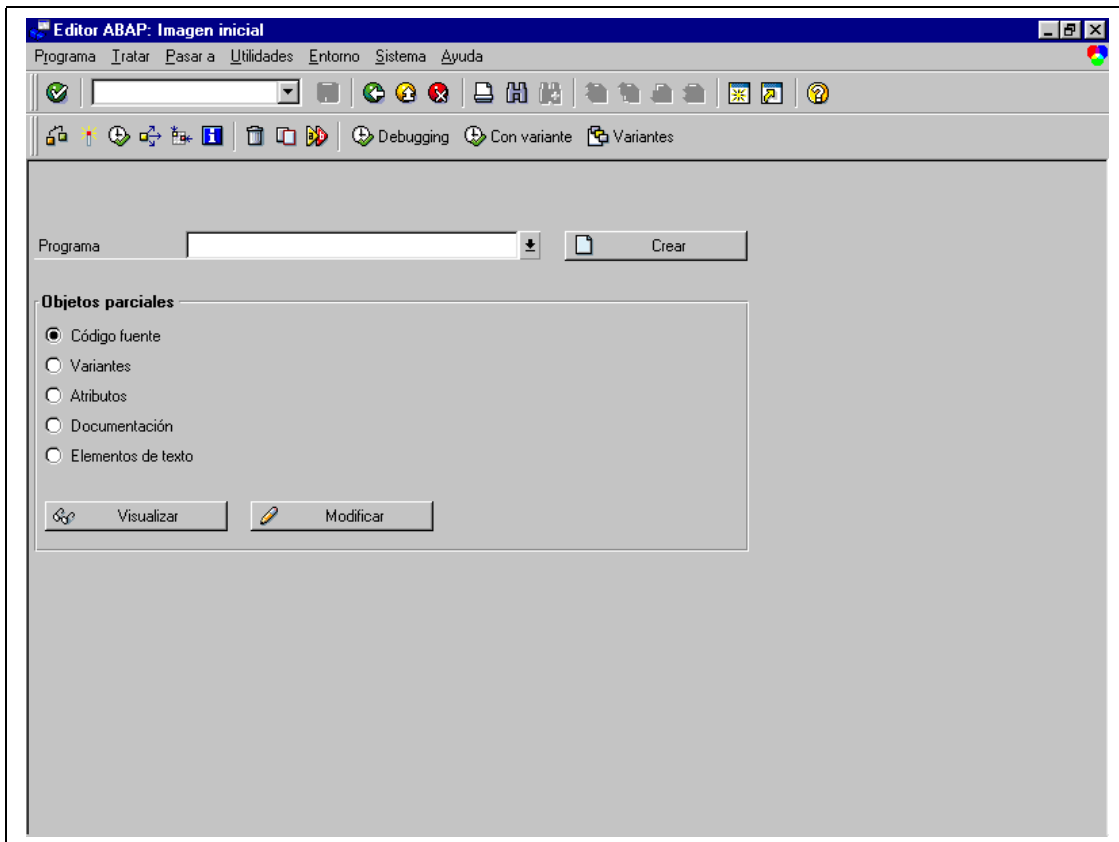 Editor ABAP: Imagen inicial
Programa Tratar Pasar a Utilidades Entorno Sistema Ayuda
Debugging Con variante Variantes
Programa Crear
Objetos parciales
Código fuente
Variantes
Atributos
Documentación
Elementos de texto
Visualizar Modificar